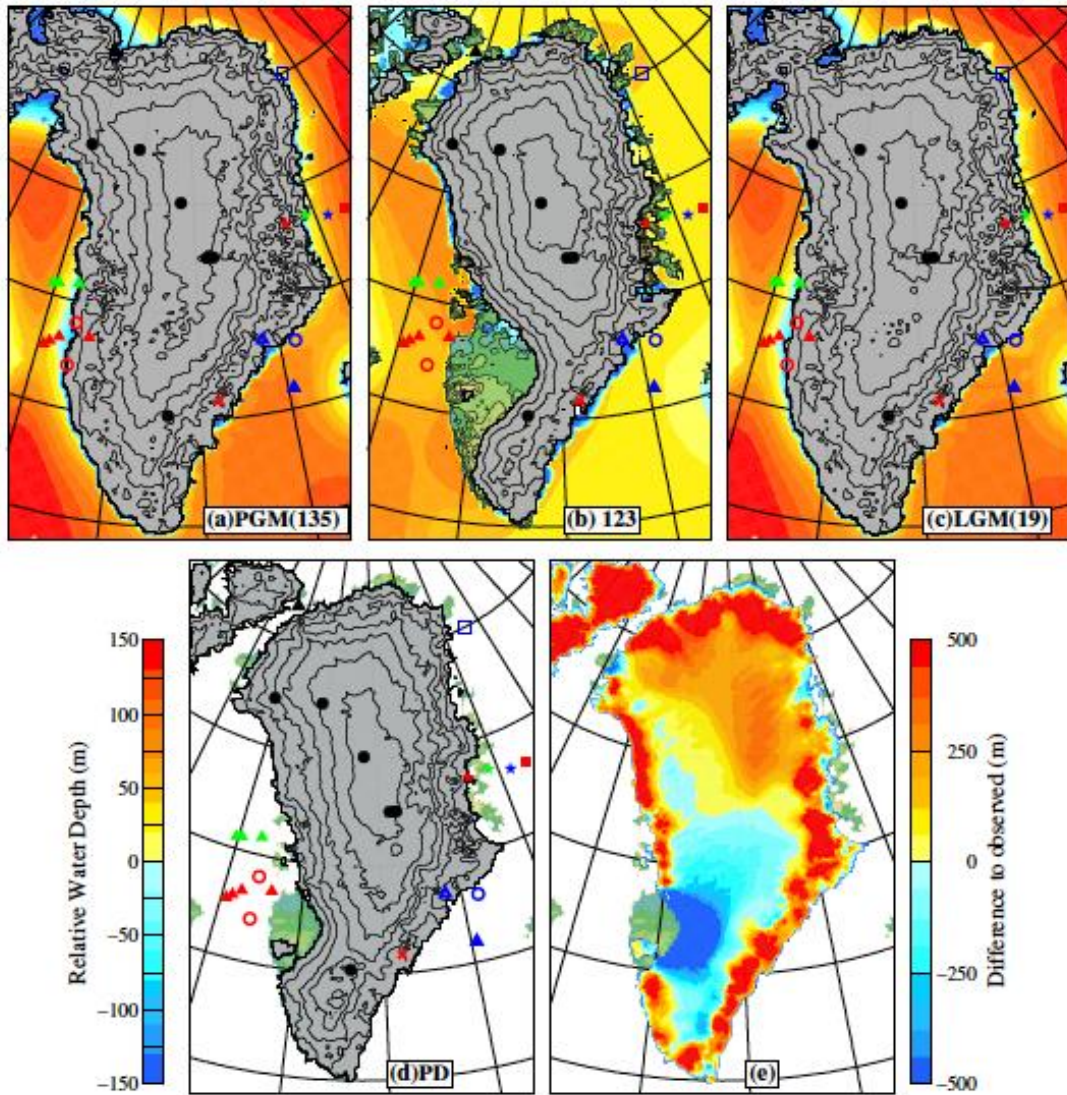 (a)PGM(135)
(b) 123
(c)LGM(19)
150
100
50
0
−50
−100
−150
Relative Water Depth (m)
(d)PD
(e)
500
250
0
−250
−500
Difference to observed (m)